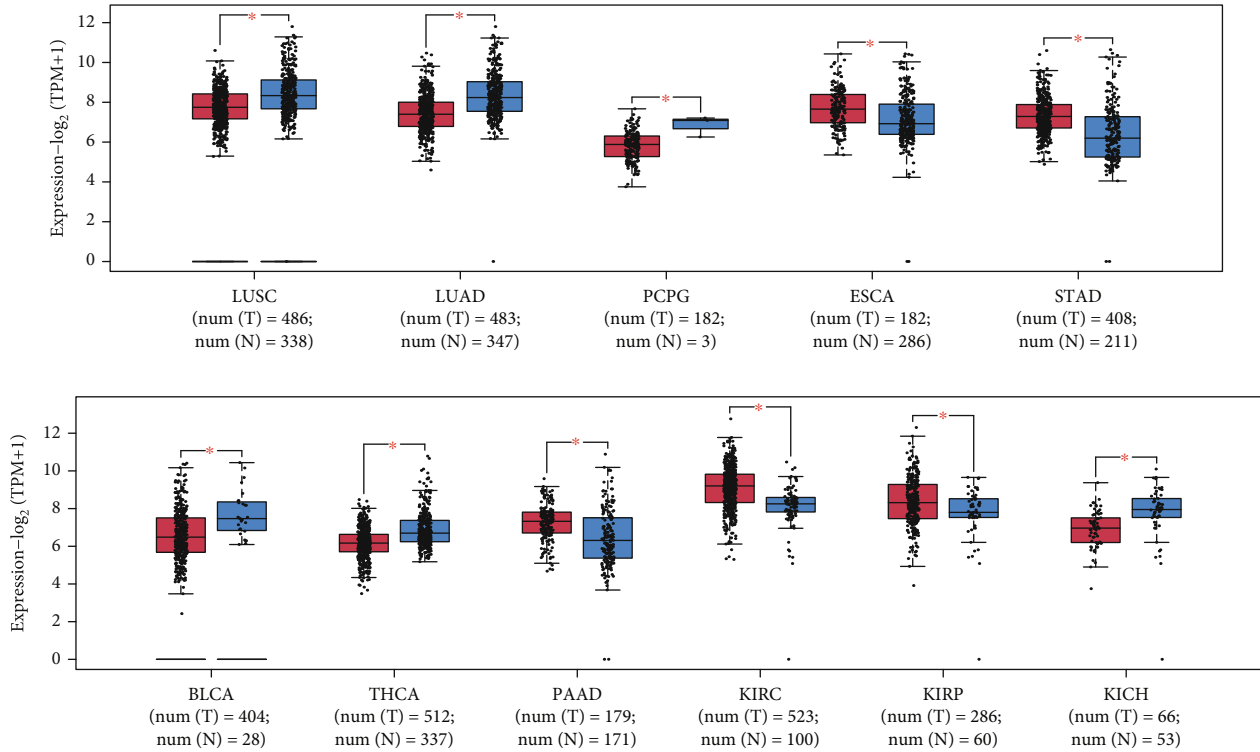 Expression−log2 (TPM+1)
12
10
8
6
4
2
0
*
*
*
*
*
LUSC
(num (T) = 486;
num (N) = 338)
LUAD
(num (T) = 483;
num (N) = 347)
PCPG
(num (T) = 182;
num (N) = 3)
ESCA
(num (T) = 182;
num (N) = 286)
STAD
(num (T) = 408;
num (N) = 211)
Expression−log2 (TPM+1)
12
10
8
6
4
2
0
*
*
*
*
*
*
BLCA
(num (T) = 404;
num (N) = 28)
THCA
(num (T) = 512;
num (N) = 337)
PAAD
(num (T) = 179;
num (N) = 171)
KIRC
(num (T) = 523;
num (N) = 100)
KIRP
(num (T) = 286;
num (N) = 60)
KICH
(num (T) = 66;
num (N) = 53)